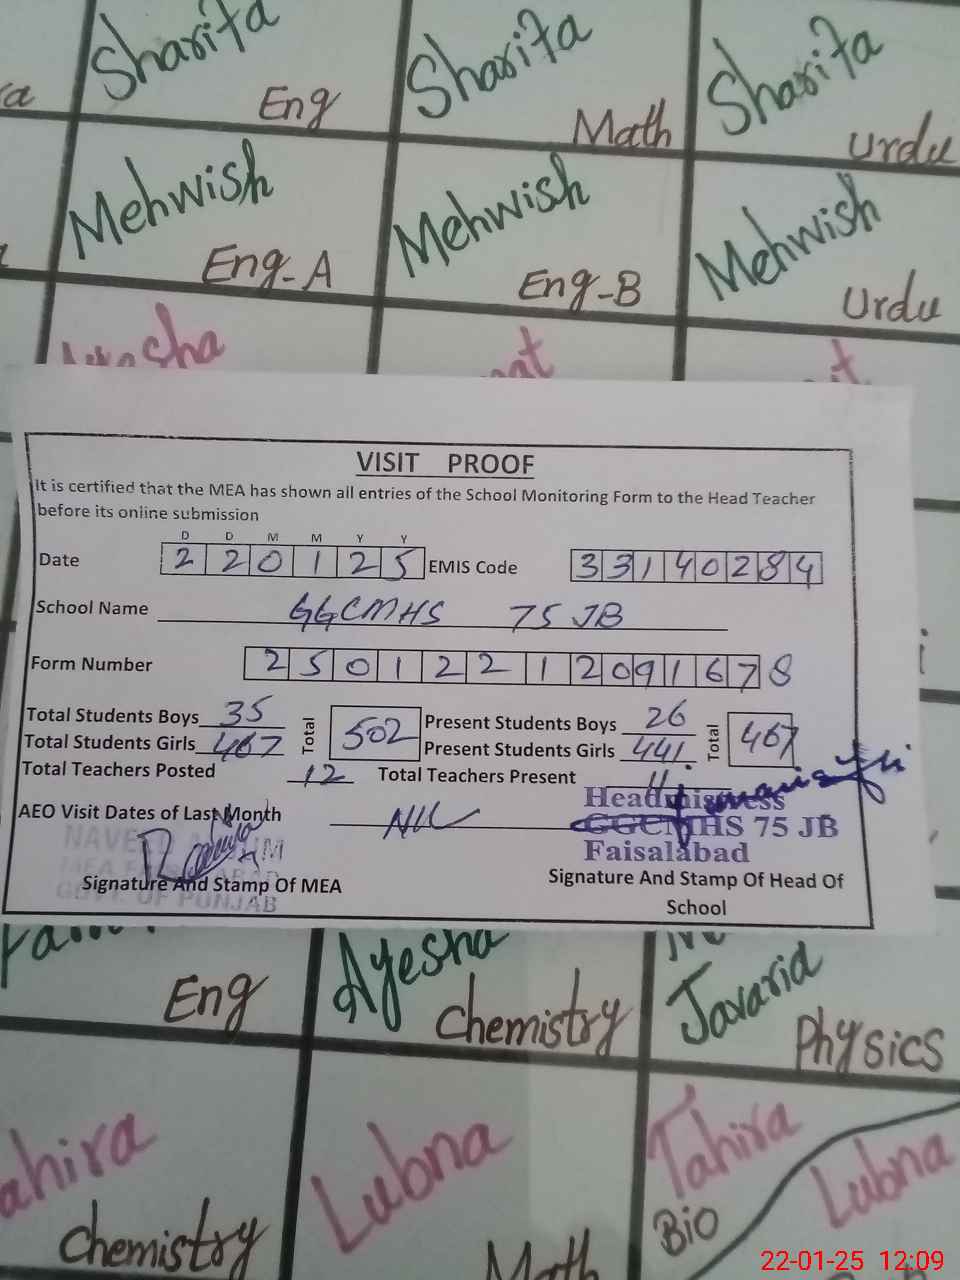 Sharita
Eng
Sharita
Math
Sharita
Urdu
Mehwish
Eng-A
Mehwish
Eng-B
Mehwish
Urdu
VISIT PROOF
It is certified that the MEA has shown all entries of the School Monitoring Form to the Head Teacher
before its online submission
D D M M Y Y
Date 2 2 0 1 2 5 EMIS Code 3 3 1 4 0 2 8 4
School Name GGCMHS 75 JB
Form Number 2 5 0 1 2 2 1 2 0 9 1 6 7 8
Total Students Boys 35 Total 502 Present Students Boys 26 Total 467
Total Students Girls 467 Present Students Girls 441
Total Teachers Posted 12 Total Teachers Present 11
Headmistress
AEO Visit Dates of Last Month NIL
GGCMHS 75 JB
Faisalabad
GOVT. OF PUNJAB
Signature And Stamp Of MEA
Signature And Stamp Of Head Of
School
Eng
Ayesha
Chemistry
Javaria
Physics
Chemistry
Lubna
Math
Tahira
Bio
Lubna
22-01-25 12:09